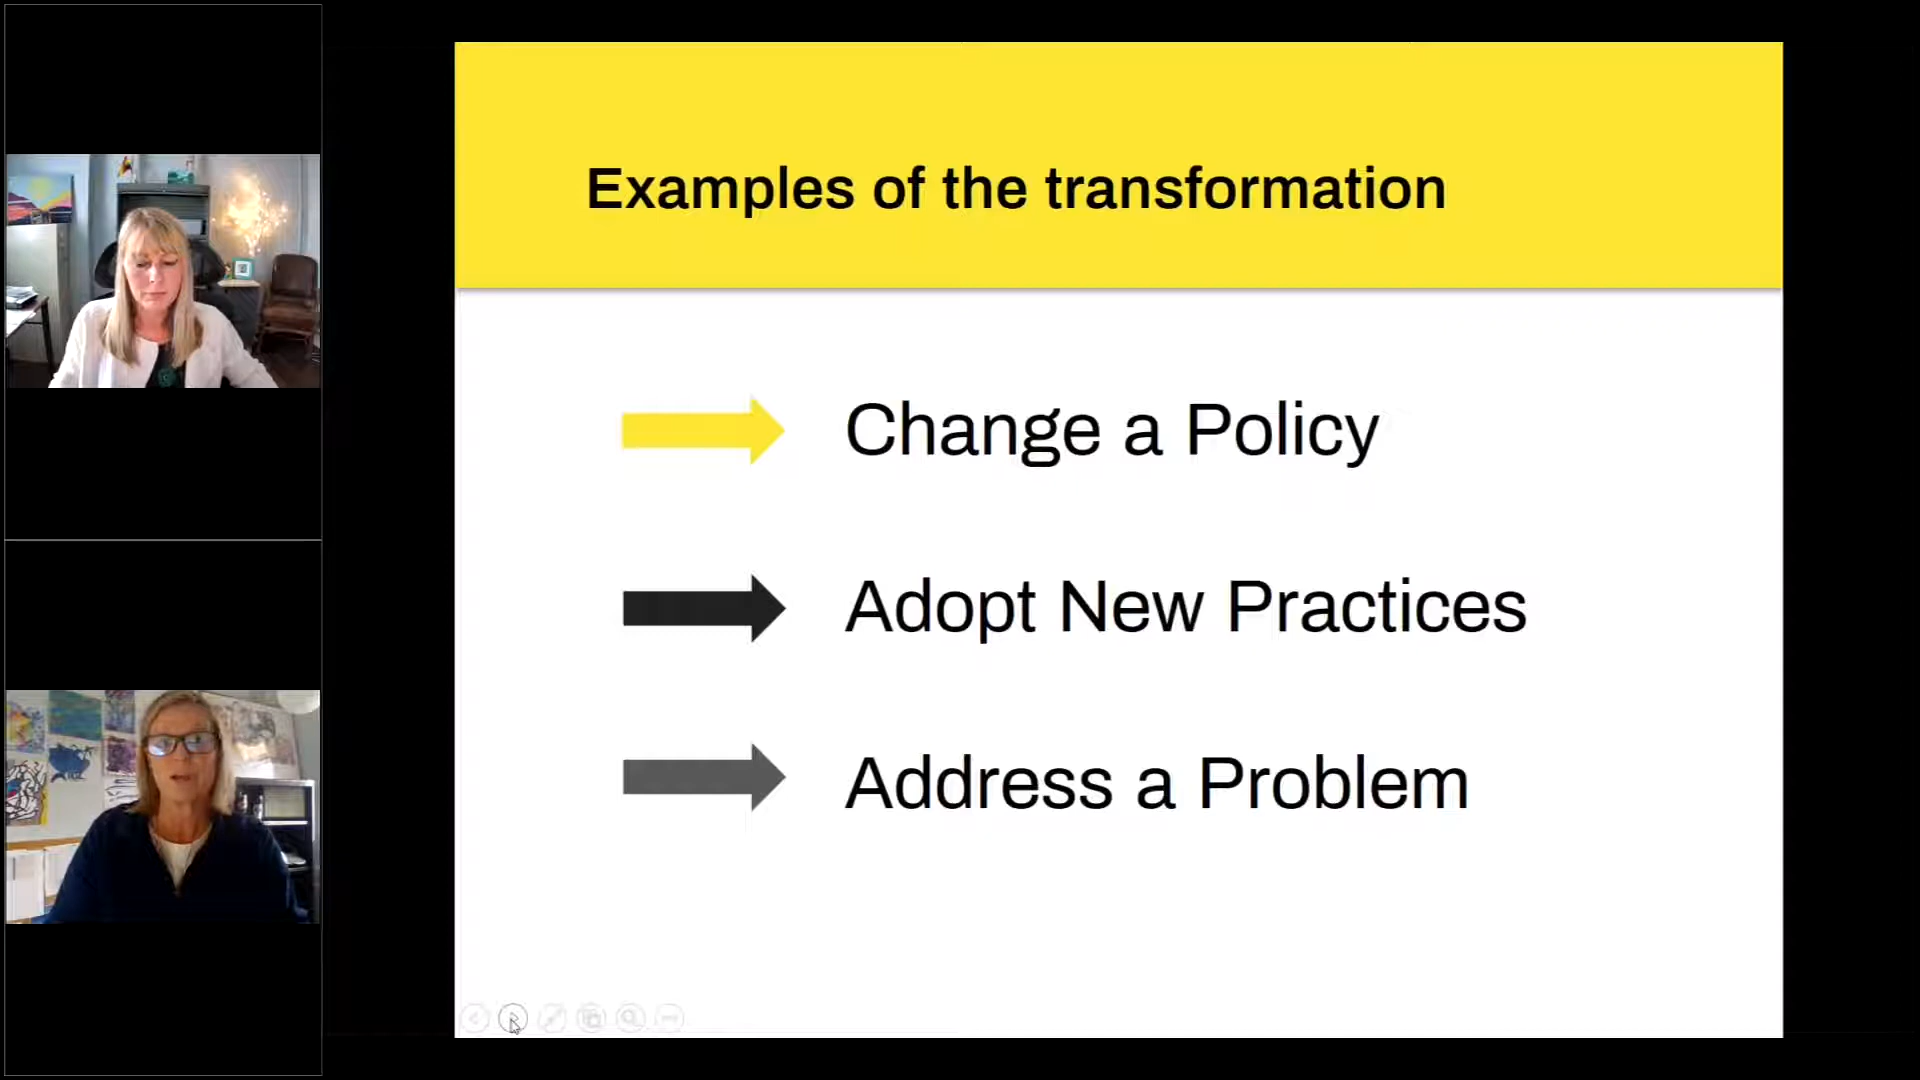 Examples of the transformation
Change a Policy
Adopt New Practices
Address a Problem